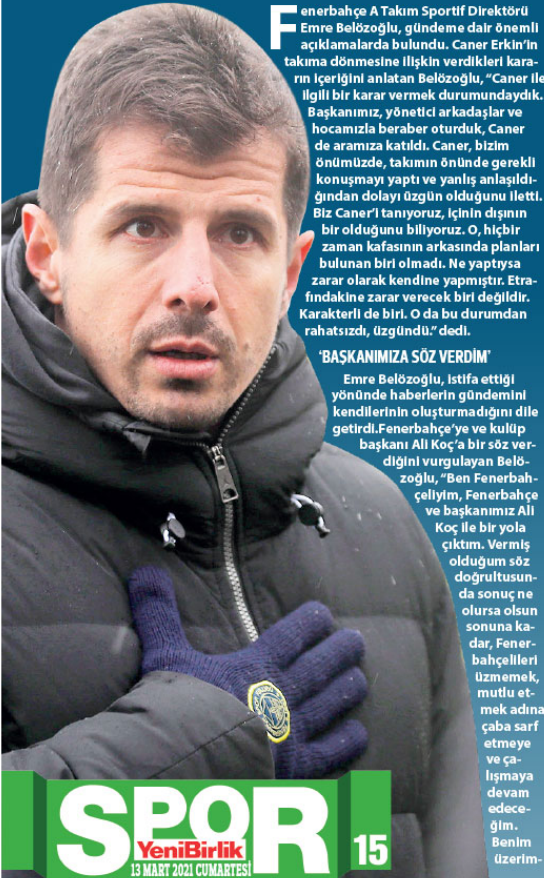 Fenerbahçe A Takım Sportif Direktörü
Emre Belözoğlu, gündeme dair önemli
açıklamalarda bulundu. Caner Erkin'in
takıma dönmesine ilişkin verdikleri kara-
rın içeriğini anlatan Belözoğlu, "Caner ile
ilgili bir karar vermek durumundaydık.
Başkanımız, yönetici arkadaşlar ve
hocamızla beraber oturduk, Caner
de aramıza katıldı. Caner, bizim
önümüzde, takımın önünde gerekli
konuşmayı yaptı ve yanlış anlaşıldı-
ğından dolayı üzgün olduğunu iletti.
Biz Caner'i tanıyoruz, içinin dışının
bir olduğunu biliyoruz. O, hiçbir
zaman kafasının arkasında planları
bulunan biri olmadı. Ne yaptıysa
zarar olarak kendine yapmıştır. Etra-
fındakine zarar verecek biri değildir.
Karakterli de biri. O da bu durumdan
rahatsızdı, üzgündü." dedi.
'BAŞKANIMIZA SÖZ VERDİM'
Emre Belözoğlu, istifa ettiği
yönünde haberlerin gündemini
kendilerinin oluşturmadığını dile
getirdi.Fenerbahçe'ye ve kulüp
başkanı Ali Koç'a bir söz ver-
diğini vurgulayan Belö-
zoğlu, "Ben Fenerbah-
çeliyim, Fenerbahçe
ve başkanımız Ali
Koç ile bir yola
çıktım. Vermiş
olduğum söz
doğrultusun-
da sonuç ne
olursa olsun
sonuna ka-
dar, Fener-
bahçelileri
üzmemek,
mutlu et-
mek adına
çaba sarf
etmeye
ve ça-
lışmaya
devam
edece-
ğim.
Benim
üzerim-
SPOR
YeniBirlik
13 MART 2021 CUMARTESİ
15